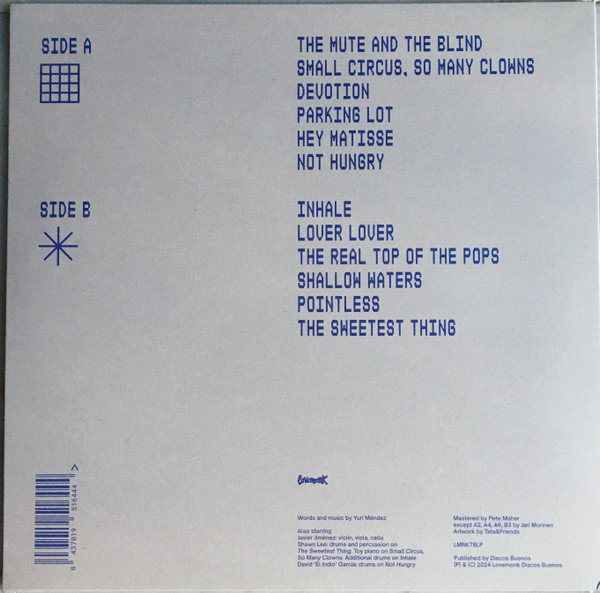 SIDE A
THE MUTE AND THE BLIND
SMALL CIRCUS, SO MANY CLOWNS
DEVOTION
PARKING LOT
HEY MATISSE
NOT HUNGRY
SIDE B
INHALE
LOVER LOVER
THE REAL TOP OF THE POPS
SHALLOW WATERS
POINTLESS
THE SWEETEST THING
Lovemonk
Words and music by Yuri Méndez
Also starring
Javier Jiménez: violin, viola, cello
Shawn Lee: drums and percussion on
The Sweetest Thing. Toy piano on Small Circus,
So Many Clowns. Additional drums on Inhale
David "El Indio" García: drums on Not Hungry
Mastered by Pete Maher
except A2, A4, A6, B3 by Jarl Morinen
Artwork by Tata&Friends
LMNK78LP
Published by Discos Buenos
(P) & (C) 2024 Lovemonk Discos Buenos
8 437019 516444 >